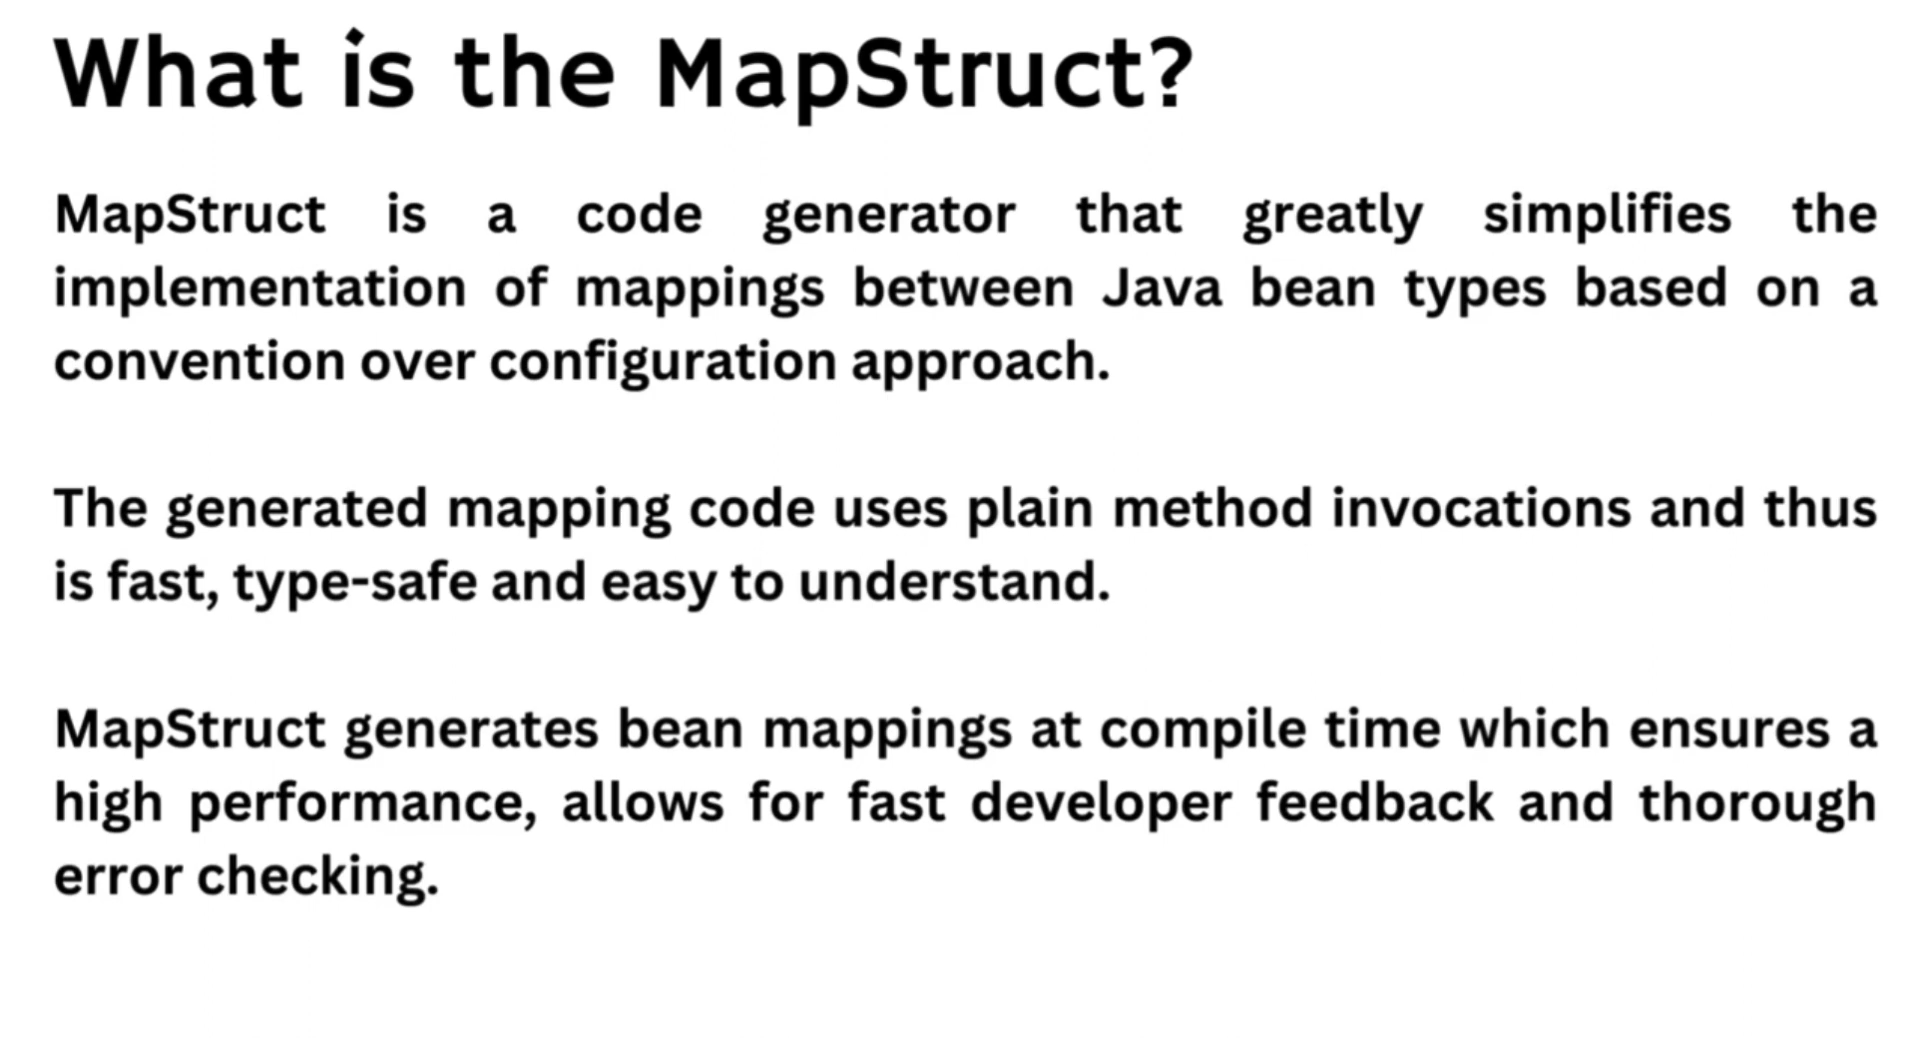 What is the MapStruct?
MapStruct is a code generator that greatly simplifies the
implementation of mappings between Java bean types based on a
convention over configuration approach.
The generated mapping code uses plain method invocations and thus
is fast, type-safe and easy to understand.
MapStruct generates bean mappings at compile time which ensures a
high performance, allows for fast developer feedback and thorough
error checking.